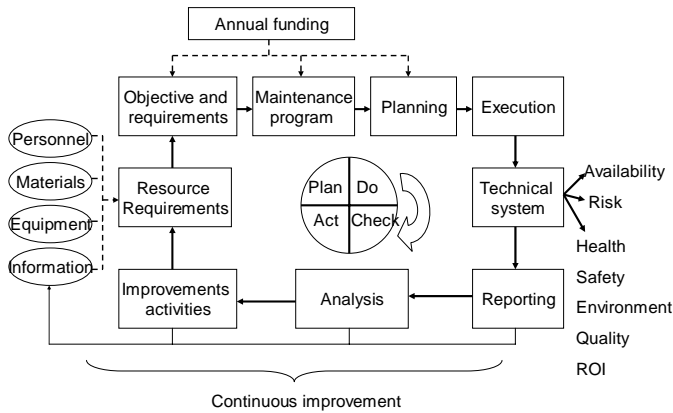 Annual funding
Objective and
requirements
Maintenance
program
Planning
Execution
Personnel
Materials
Equipment
Information
Resource
Requirements
Plan
Do
Act
Check
Technical
system
Availability
Risk
Health
Safety
Environment
Quality
ROI
Improvements
activities
Analysis
Reporting
Continuous improvement